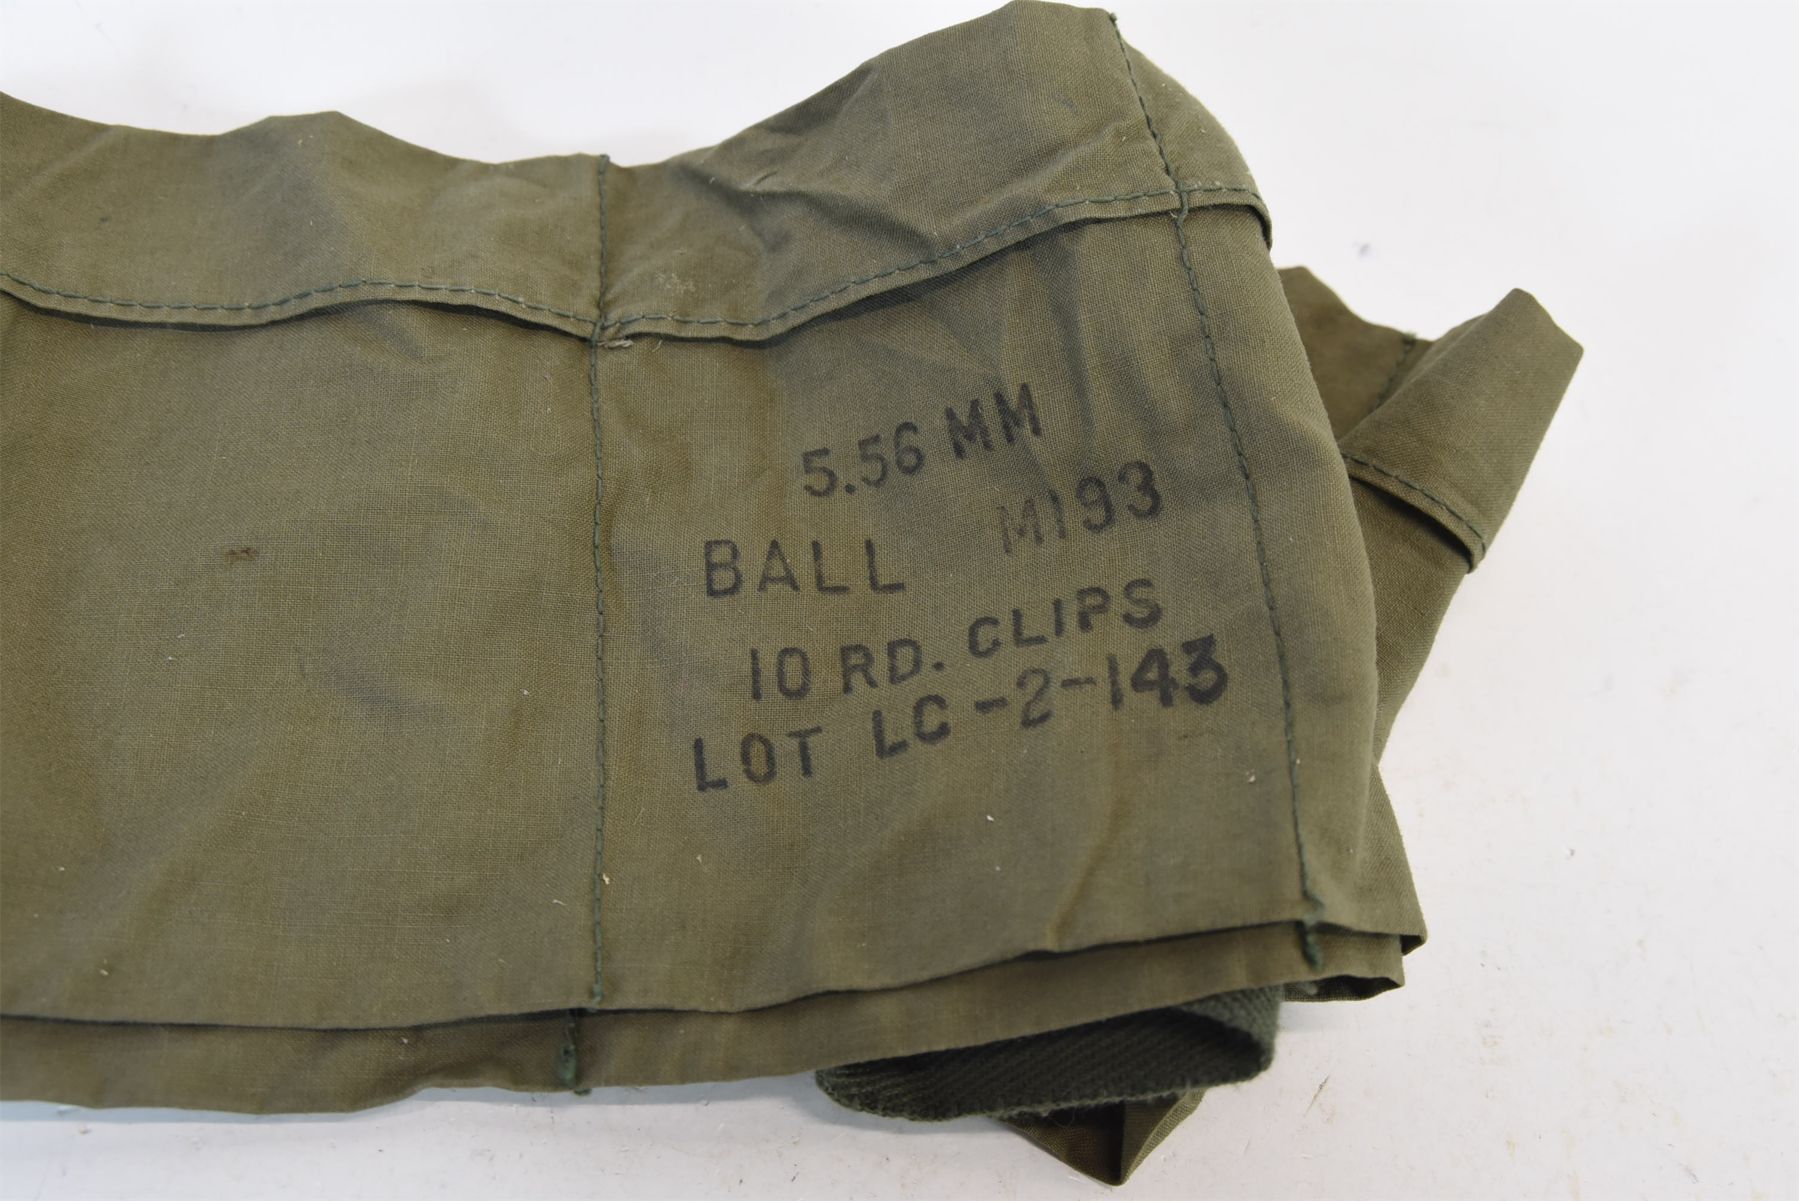 5.56 MM
BALL M193
10 RD. CLIPS
LOT LC-2-143